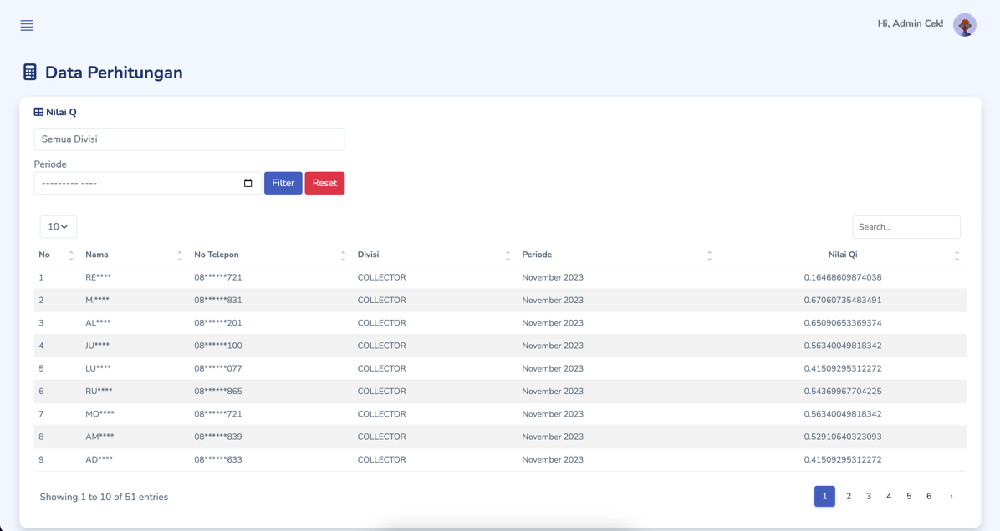 Hi, Admin Cek!
Data Perhitungan
Nilai Q
Semua Divisi
Periode
--------- ----
Filter Reset
10
Search...
No Nama No Telepon Divisi Periode Nilai Qi
1 RE**** 08******721 COLLECTOR November 2023 0.16468609874038
2 M.**** 08******831 COLLECTOR November 2023 0.67060735483491
3 AL**** 08******201 COLLECTOR November 2023 0.65090653369374
4 JU**** 08******100 COLLECTOR November 2023 0.56340049818342
5 LU**** 08******077 COLLECTOR November 2023 0.41509295312272
6 RU**** 08******865 COLLECTOR November 2023 0.54369967704225
7 MO**** 08******721 COLLECTOR November 2023 0.56340049818342
8 AM**** 08******839 COLLECTOR November 2023 0.52910640323093
9 AD**** 08******633 COLLECTOR November 2023 0.41509295312272
Showing 1 to 10 of 51 entries
1 2 3 4 5 6 ›